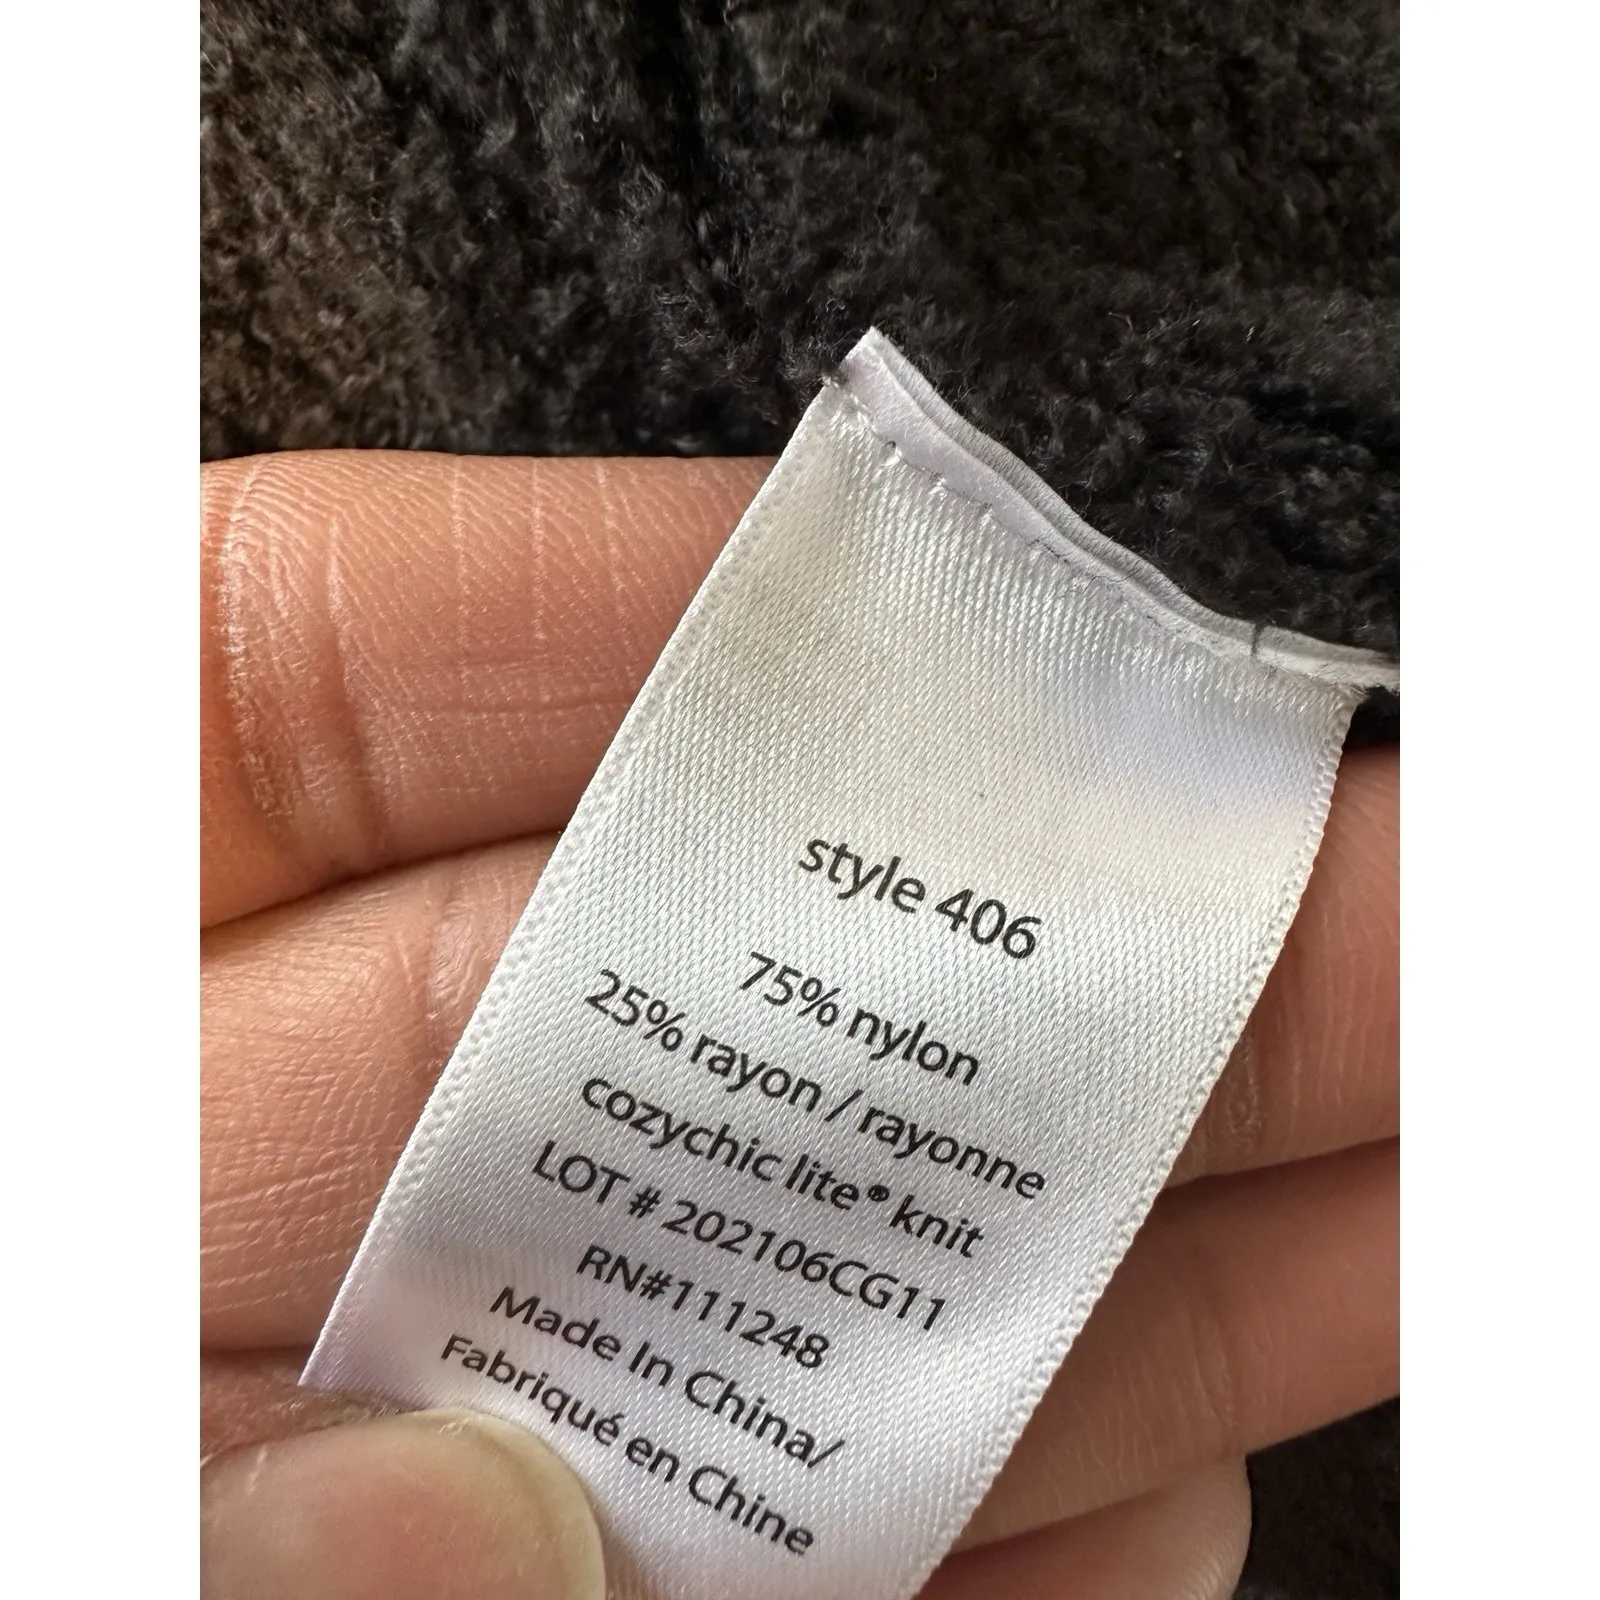 style 406
75% nylon
25% rayon / rayonne
cozychic lite® knit
LOT # 202106CG11
RN#111248
Made In China/
Fabriqué en Chine